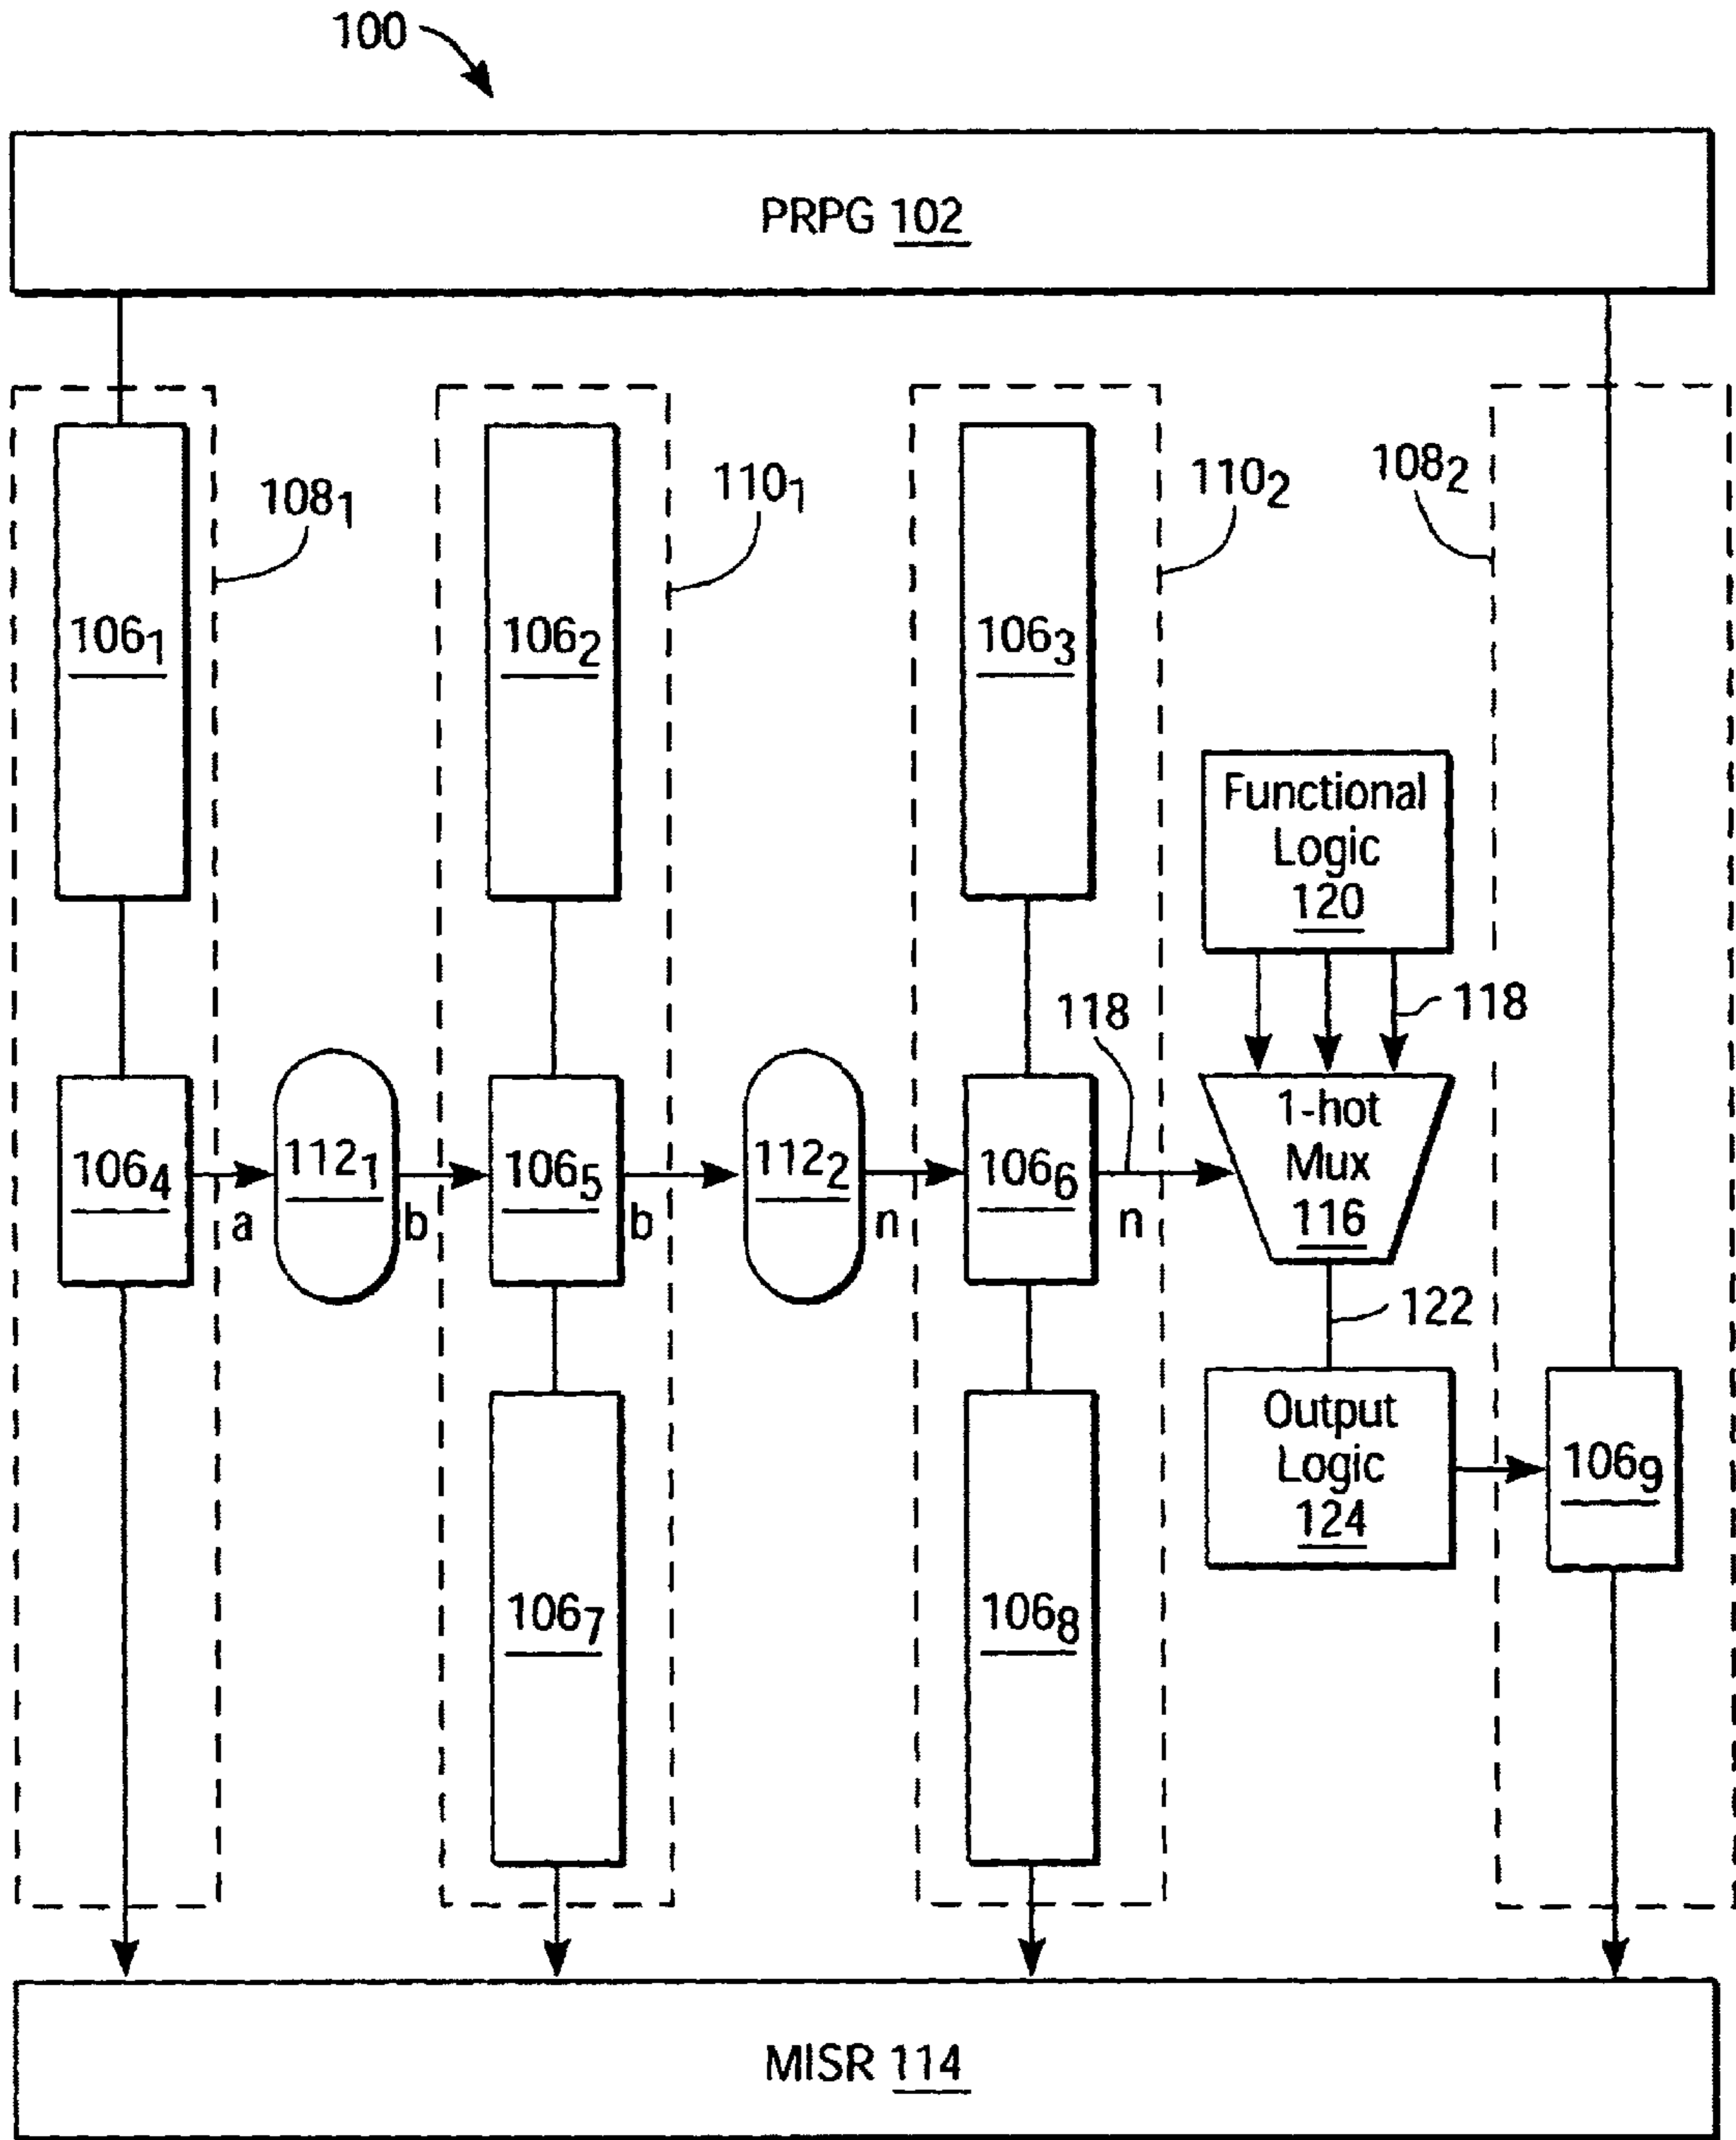 100
PRPG 102
108₁
110₁
110₂
108₂
106₁
106₂
106₃
Functional
Logic
120
118
118
106₄
a
112₁
b
106₅
b
112₂
n
106₆
n
1-hot
Mux
116
122
Output
Logic
124
106₉
106₇
106₈
MISR 114